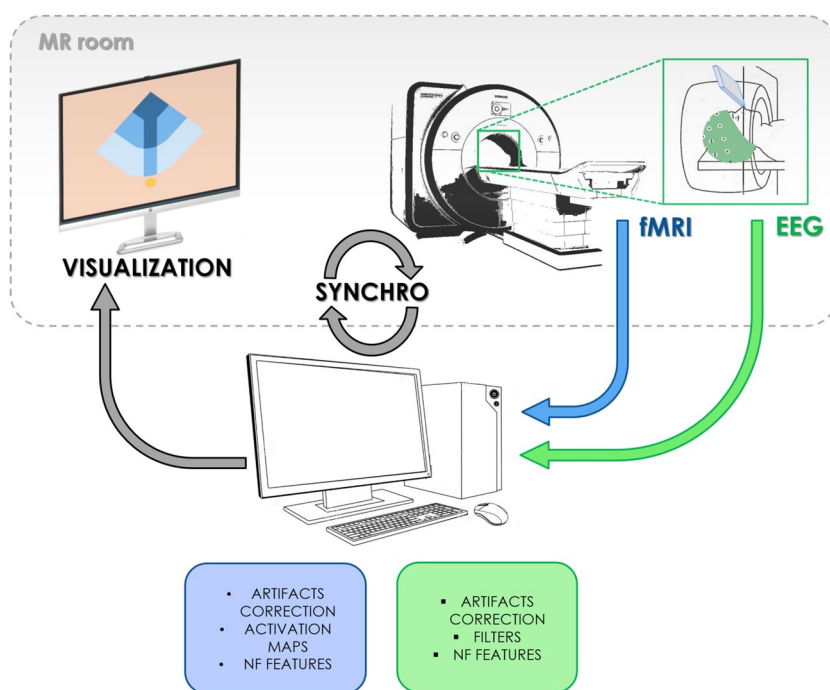 MR room
VISUALIZATION
SYNCHRO
fMRI
EEG
• ARTIFACTS
CORRECTION
• ACTIVATION
MAPS
• NF FEATURES
▪ ARTIFACTS
CORRECTION
▪ FILTERS
▪ NF FEATURES